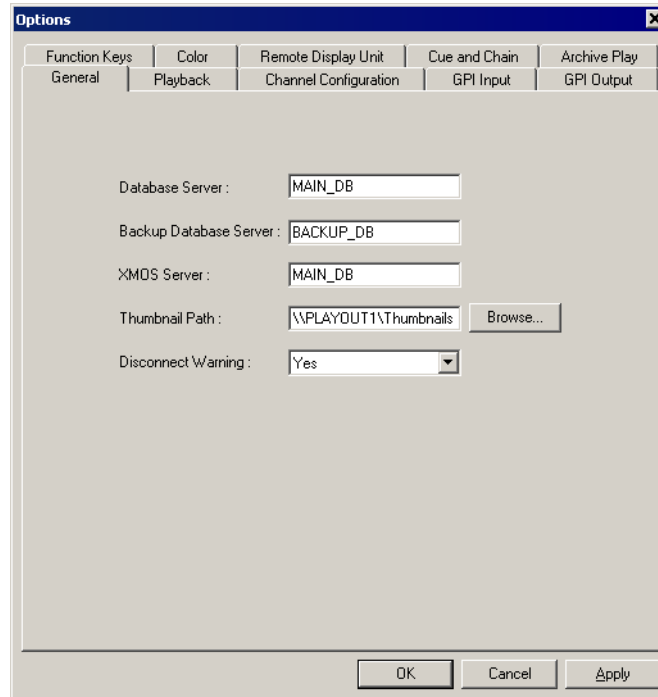 Options
Function Keys Color Remote Display Unit Cue and Chain Archive Play
General Playback Channel Configuration GPI Input GPI Output
Database Server : MAIN_DB
Backup Database Server : BACKUP_DB
XMOS Server : MAIN_DB
Thumbnail Path : \\PLAYOUT1\Thumbnails Browse...
Disconnect Warning : Yes
OK Cancel Apply